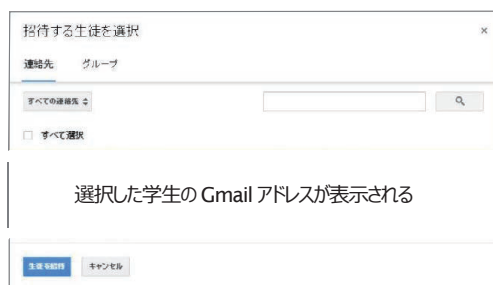 招待する生徒を選択 ×
連絡先 グループ
すべての連絡先
すべて選択
選択した学生の Gmail アドレスが表示される
生徒を招待 キャンセル